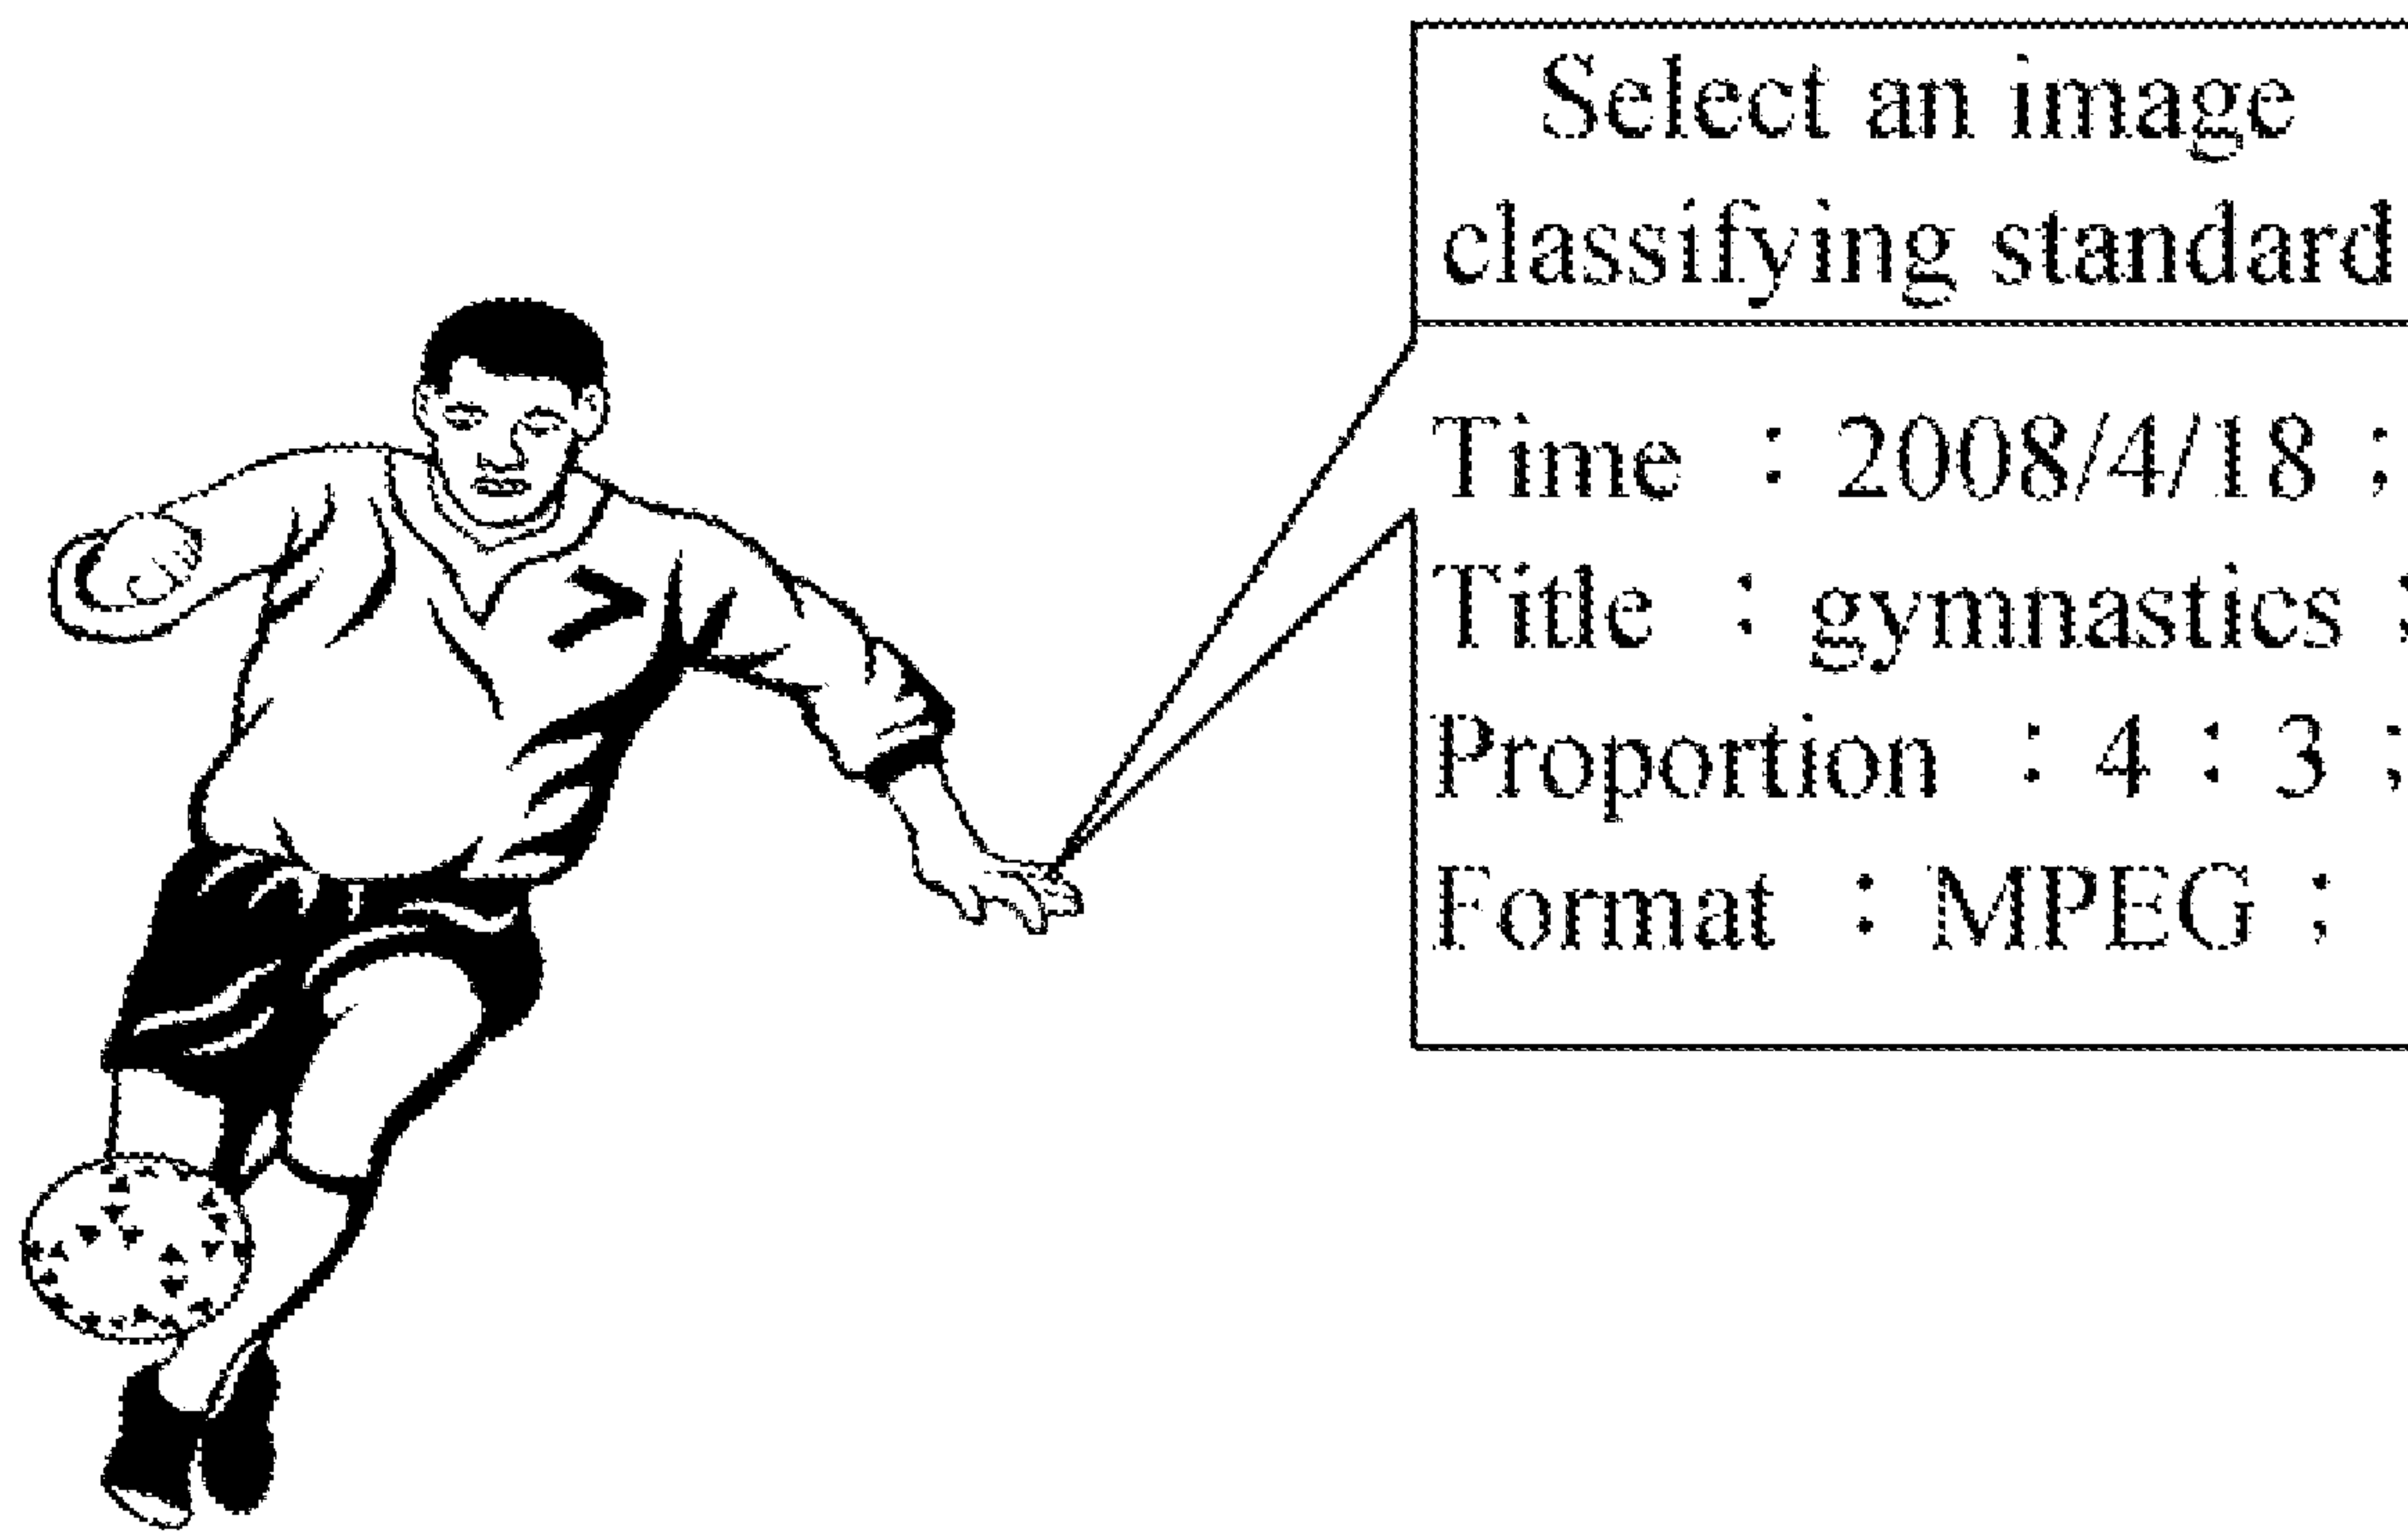 Select an image
classifying standard
Time : 2008/4/18 ;
Title : gymnastics ;
Proportion : 4 : 3 ;
Format : MPEG ;